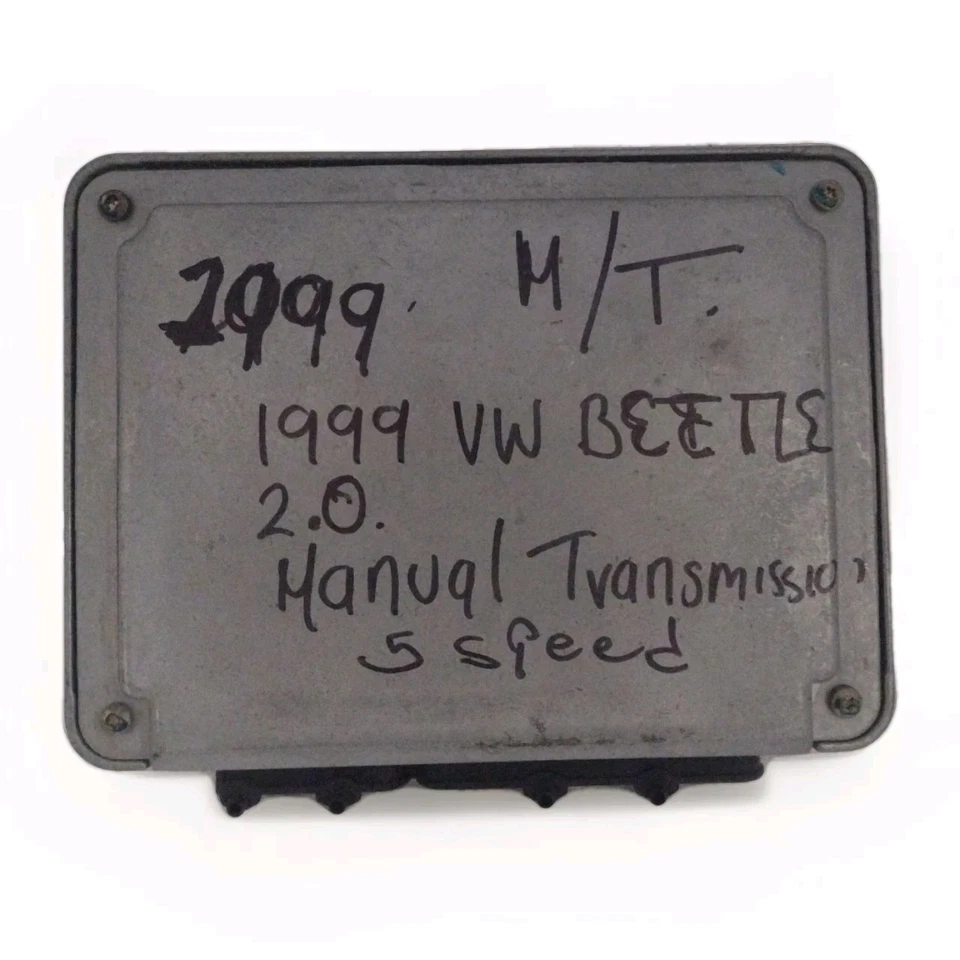 1999. M/T.
1999 VW BEETLE
2.0.
Manual Transmission
5 speed